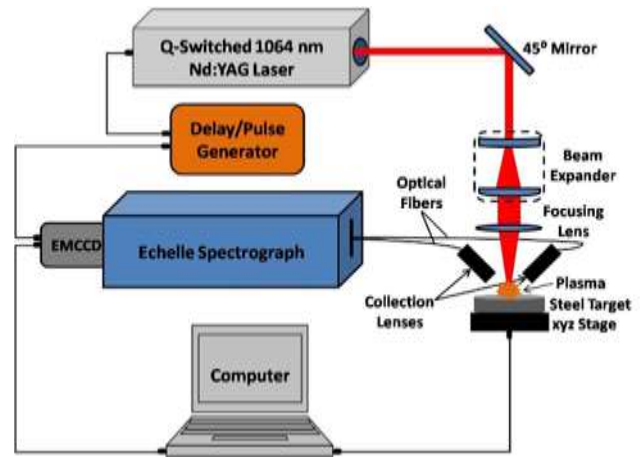 Q-Switched 1064 nm
Nd:YAG Laser
45⁰ Mirror
Delay/Pulse
Generator
Beam
Expander
Optical
Fibers
Focusing
Lens
EMCCD
Echelle Spectrograph
Collection
Lenses
Plasma
Steel Target
xyz Stage
Computer